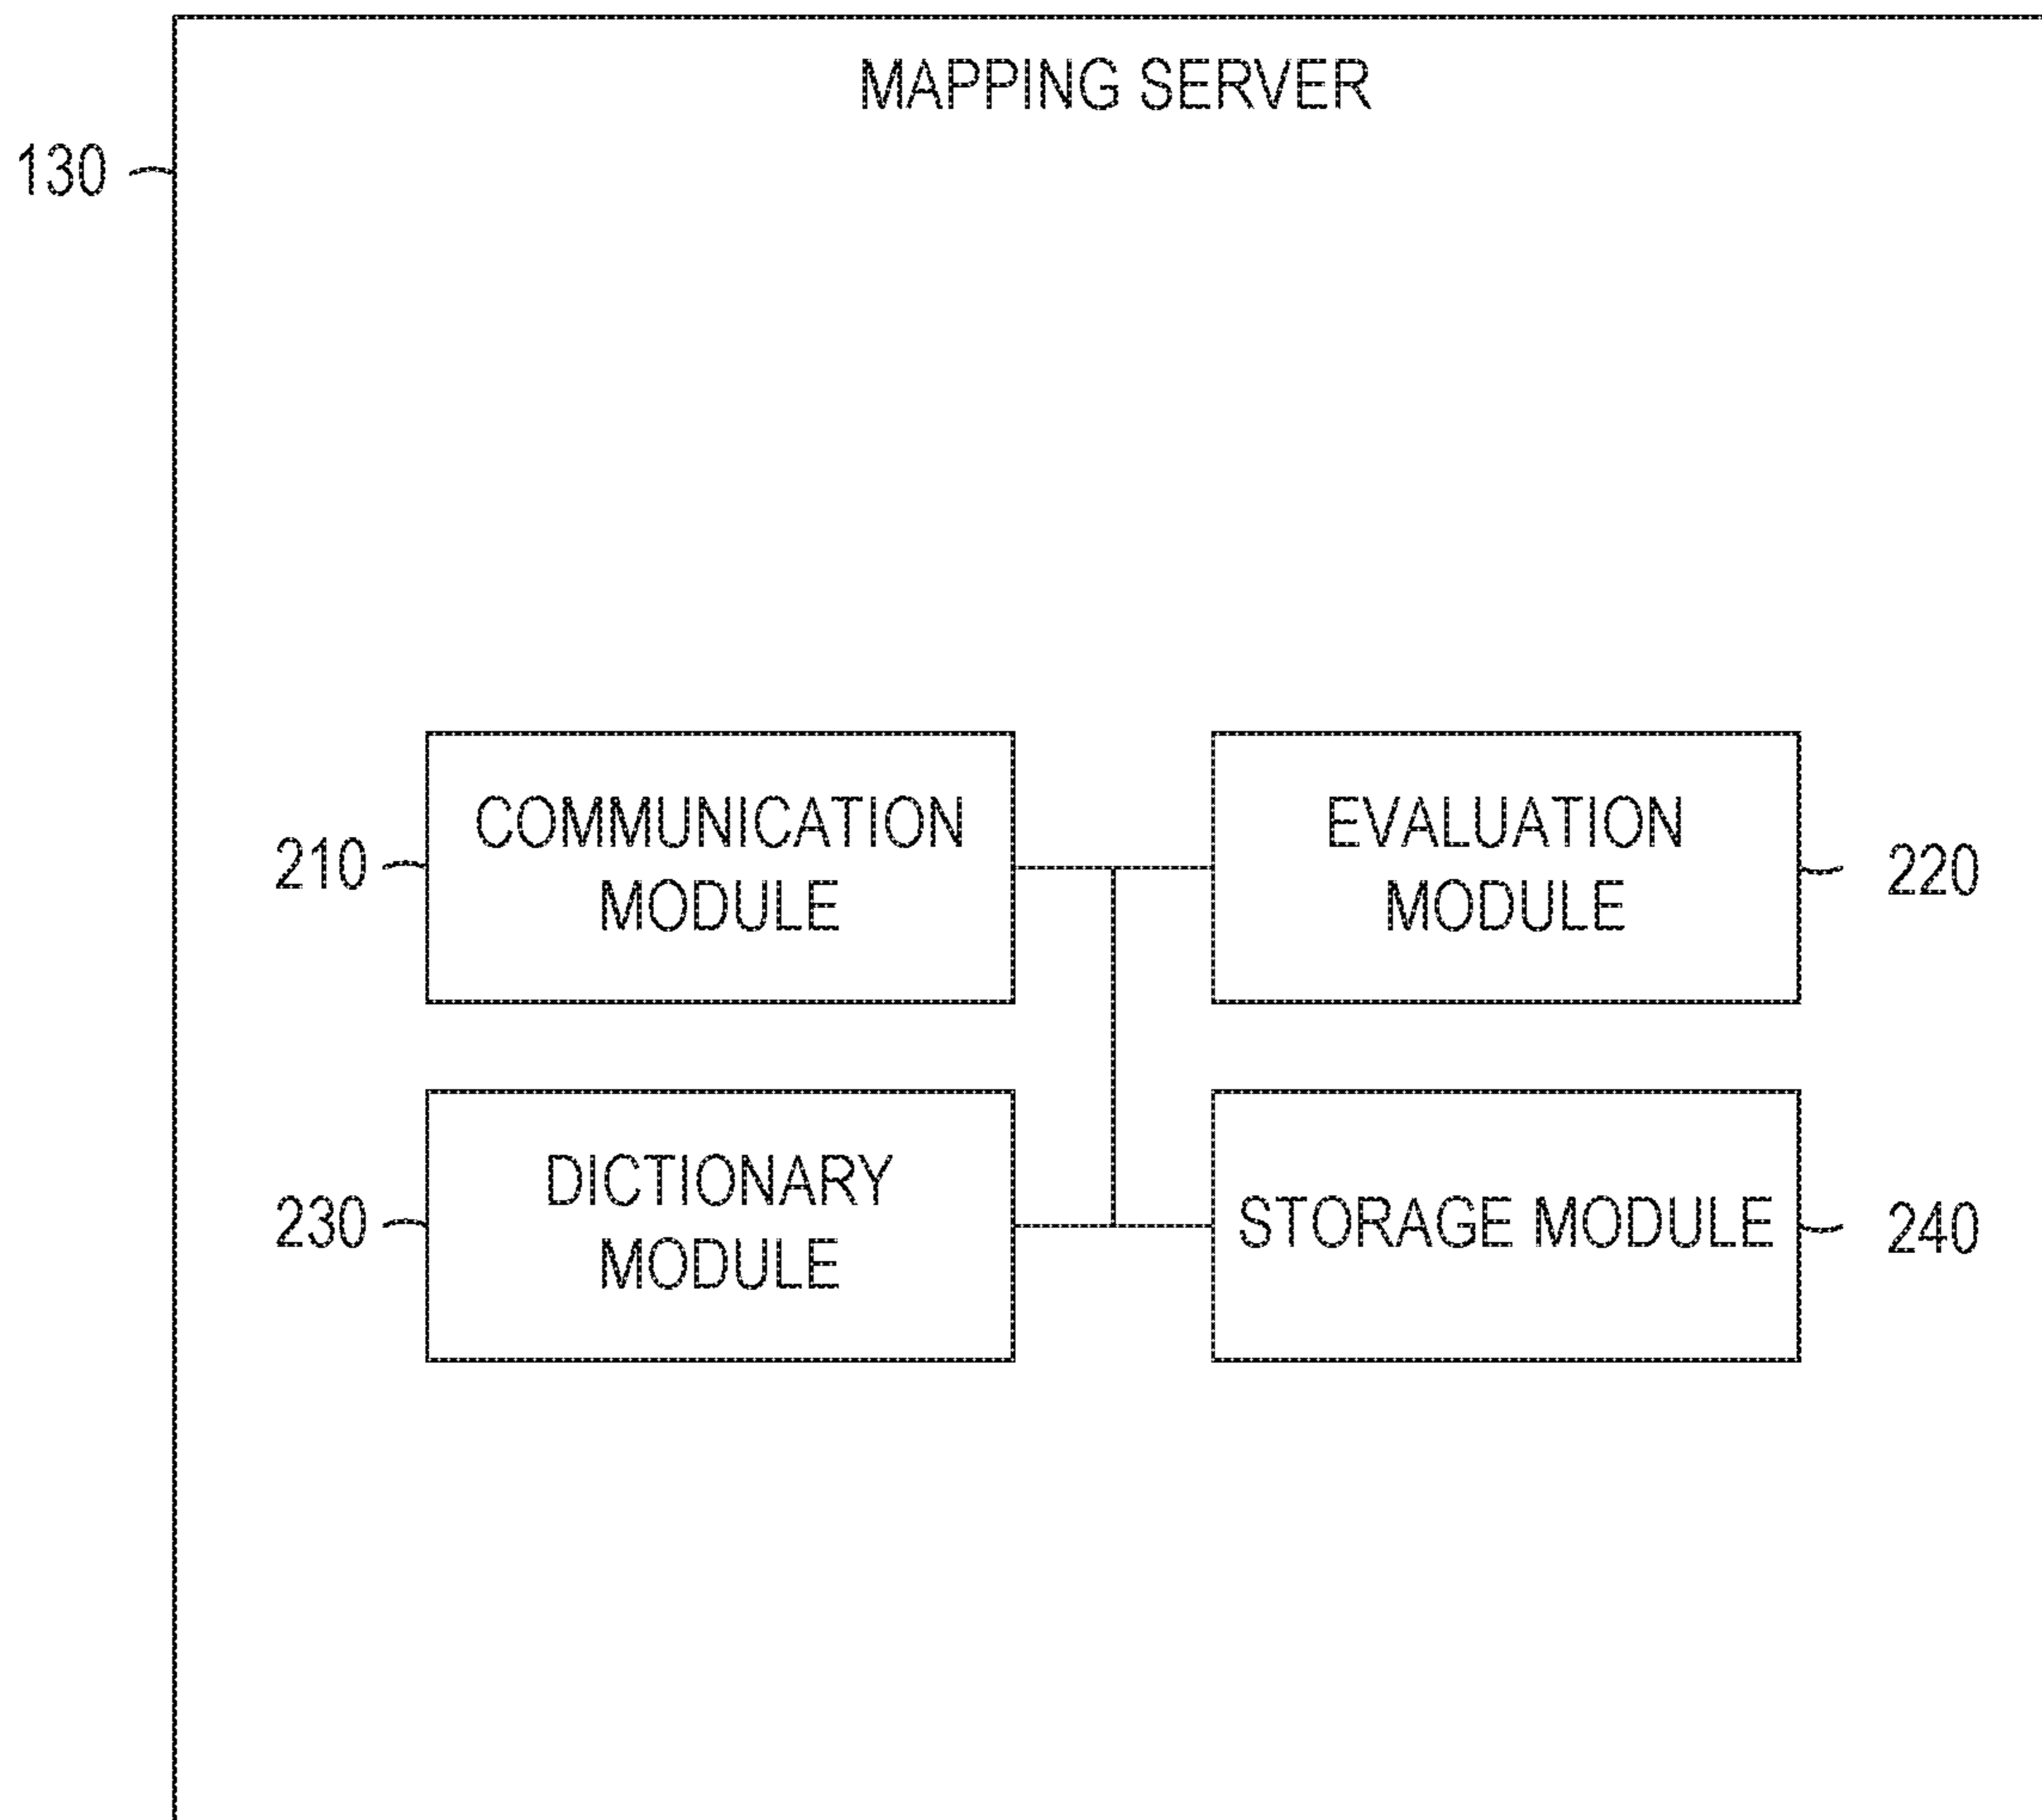 MAPPING SERVER
130
COMMUNICATION
MODULE
210
EVALUATION
MODULE
220
DICTIONARY
MODULE
230
STORAGE MODULE
240